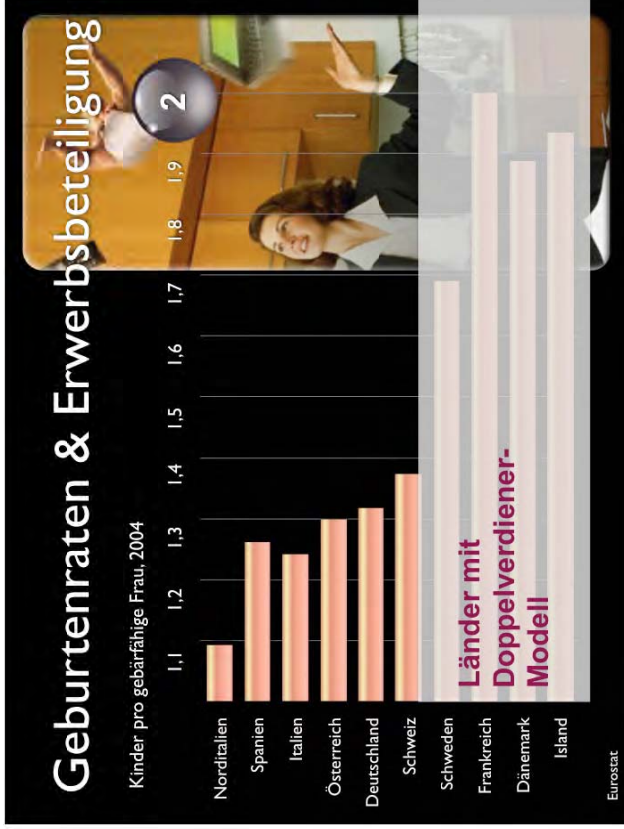 Geburtenraten & Erwerbsbeteiligung
Kinder pro gebärfähige Frau, 2004
1,1 1,2 1,3 1,4 1,5 1,6 1,7 1,8 1,9 2
Norditalien
Spanien
Italien
Österreich
Deutschland
Schweiz
Schweden
Frankreich
Dänemark
Island
Länder mit
Doppelverdiener-
Modell
Eurostat